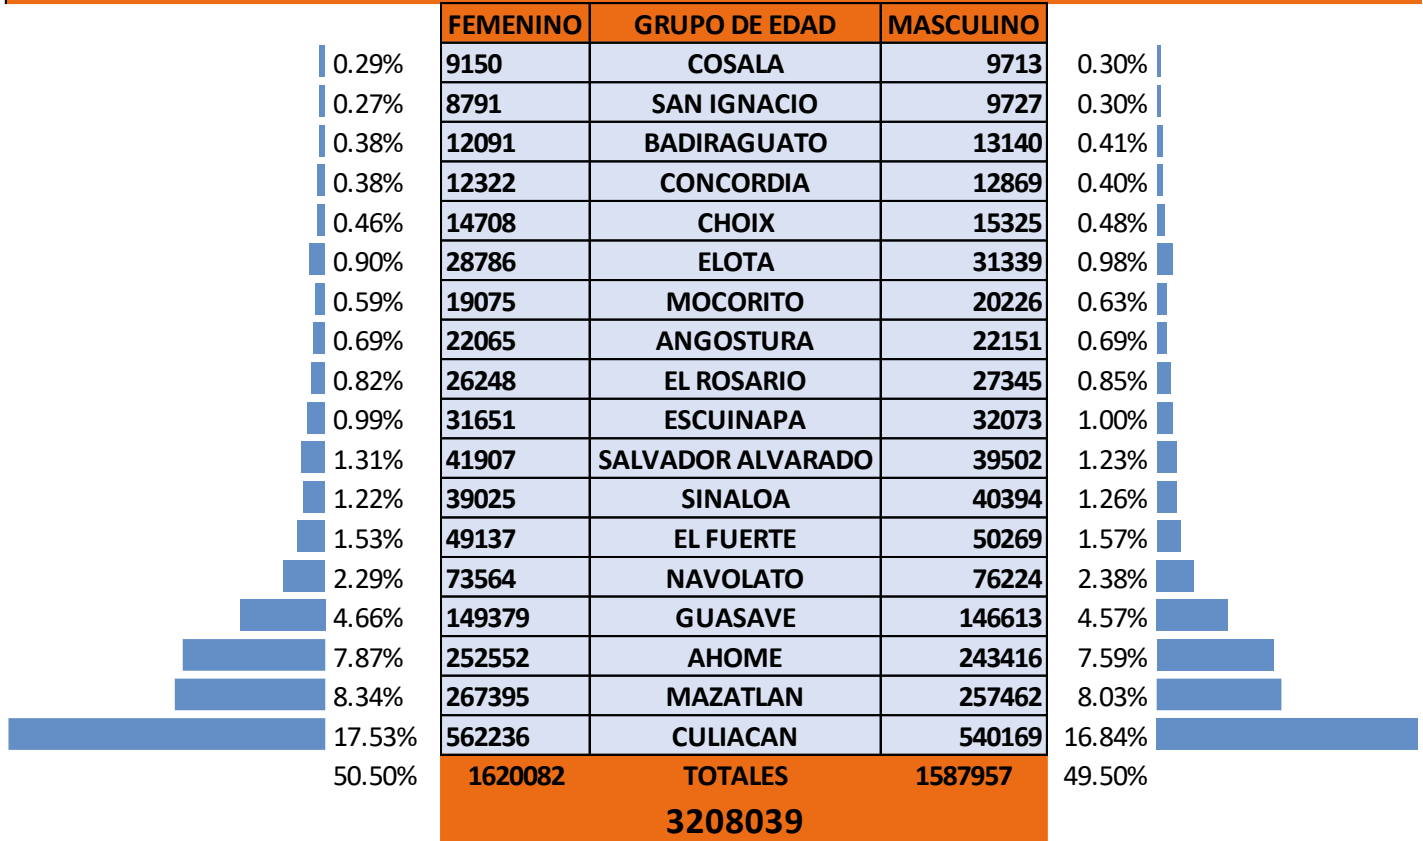 FEMENINO GRUPO DE EDAD MASCULINO
0.29% 9150 COSALA 9713 0.30%
0.27% 8791 SAN IGNACIO 9727 0.30%
0.38% 12091 BADIRAGUATO 13140 0.41%
0.38% 12322 CONCORDIA 12869 0.40%
0.46% 14708 CHOIX 15325 0.48%
0.90% 28786 ELOTA 31339 0.98%
0.59% 19075 MOCORITO 20226 0.63%
0.69% 22065 ANGOSTURA 22151 0.69%
0.82% 26248 EL ROSARIO 27345 0.85%
0.99% 31651 ESCUINAPA 32073 1.00%
1.31% 41907 SALVADOR ALVARADO 39502 1.23%
1.22% 39025 SINALOA 40394 1.26%
1.53% 49137 EL FUERTE 50269 1.57%
2.29% 73564 NAVOLATO 76224 2.38%
4.66% 149379 GUASAVE 146613 4.57%
7.87% 252552 AHOME 243416 7.59%
8.34% 267395 MAZATLAN 257462 8.03%
17.53% 562236 CULIACAN 540169 16.84%
50.50% 1620082 TOTALES 1587957 49.50%
3208039